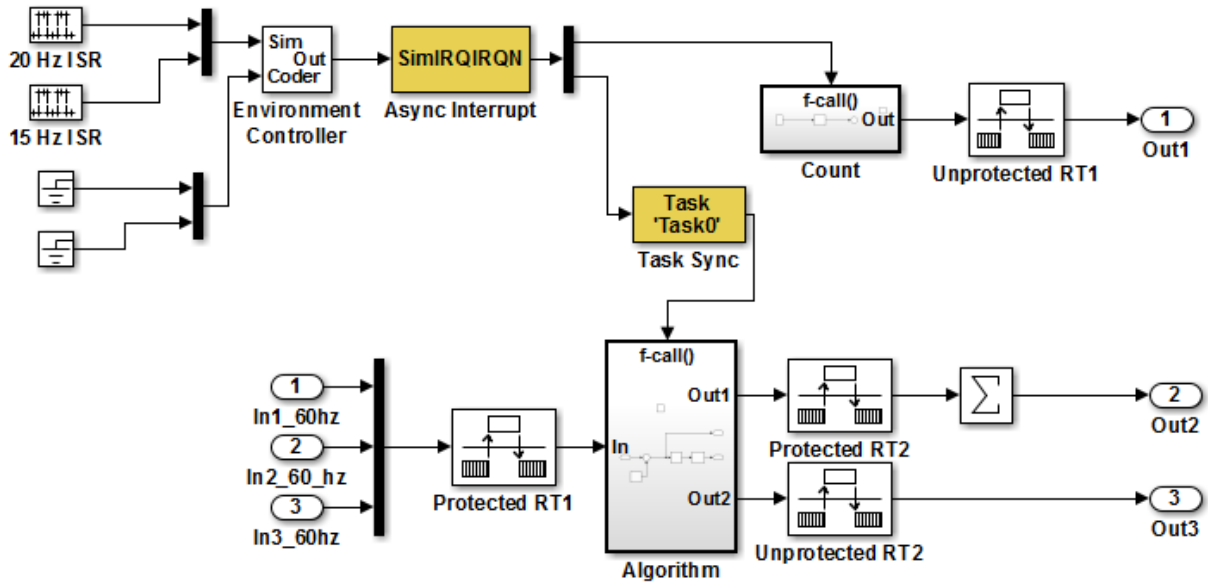 20 Hz ISR
15 Hz ISR
Sim
Out
Coder
Environment
Controller
SimIRQIRQN
Async Interrupt
f-call()
Out
Count
Unprotected RT1
1
Out1
Task
'Task0'
Task Sync
1
In1_60hz
2
In2_60_hz
3
In3_60hz
Protected RT1
f-call()
In
Out1
Out2
Algorithm
Protected RT2
2
Out2
Unprotected RT2
3
Out3